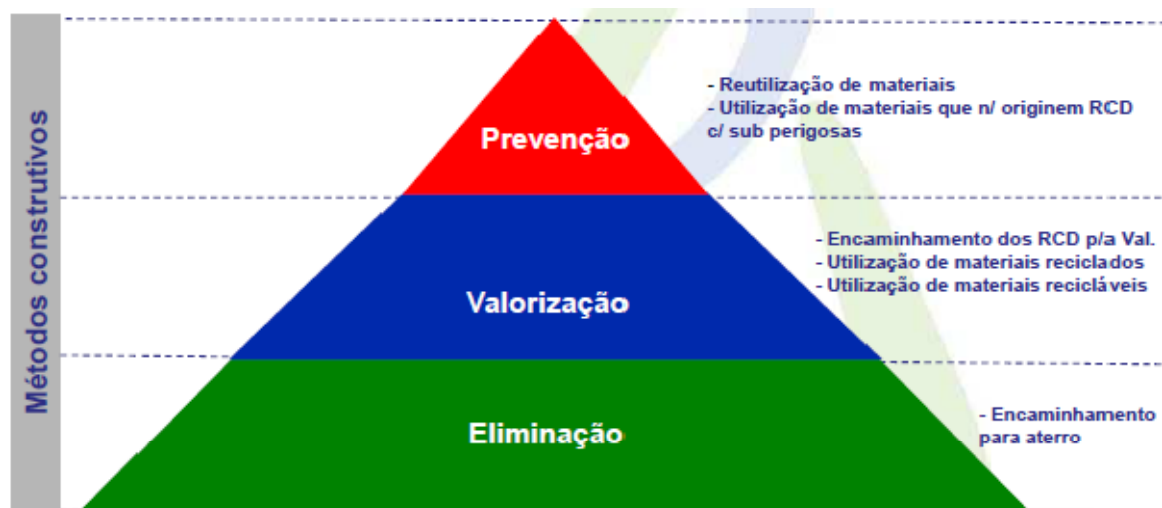 Métodos construtivos
Prevenção
- Reutilização de materiais
- Utilização de materiais que n/ originem RCD
c/ sub perigosas
Valorização
- Encaminhamento dos RCD p/a Val.
- Utilização de materiais reciclados
- Utilização de materiais recicláveis
Eliminação
- Encaminhamento
para aterro